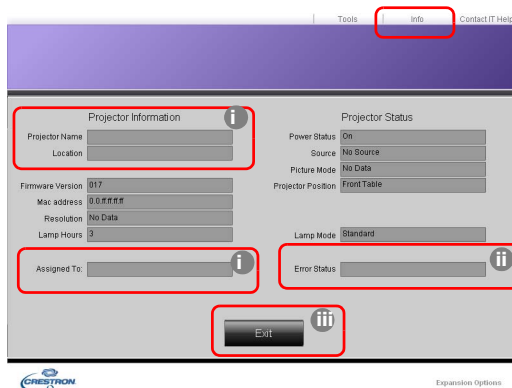 Tools Info Contact IT Help
Projector Information i
Projector Name
Location
Firmware Version 017
Mac address 0.0.ff.ff.ff.ff
Resolution No Data
Lamp Hours 3
Assigned To: i
Projector Status
Power Status On
Source No Source
Picture Mode No Data
Projector Position Front Table
Lamp Mode Standard
Error Status ii
Exit iii
CRESTRON
Expansion Options